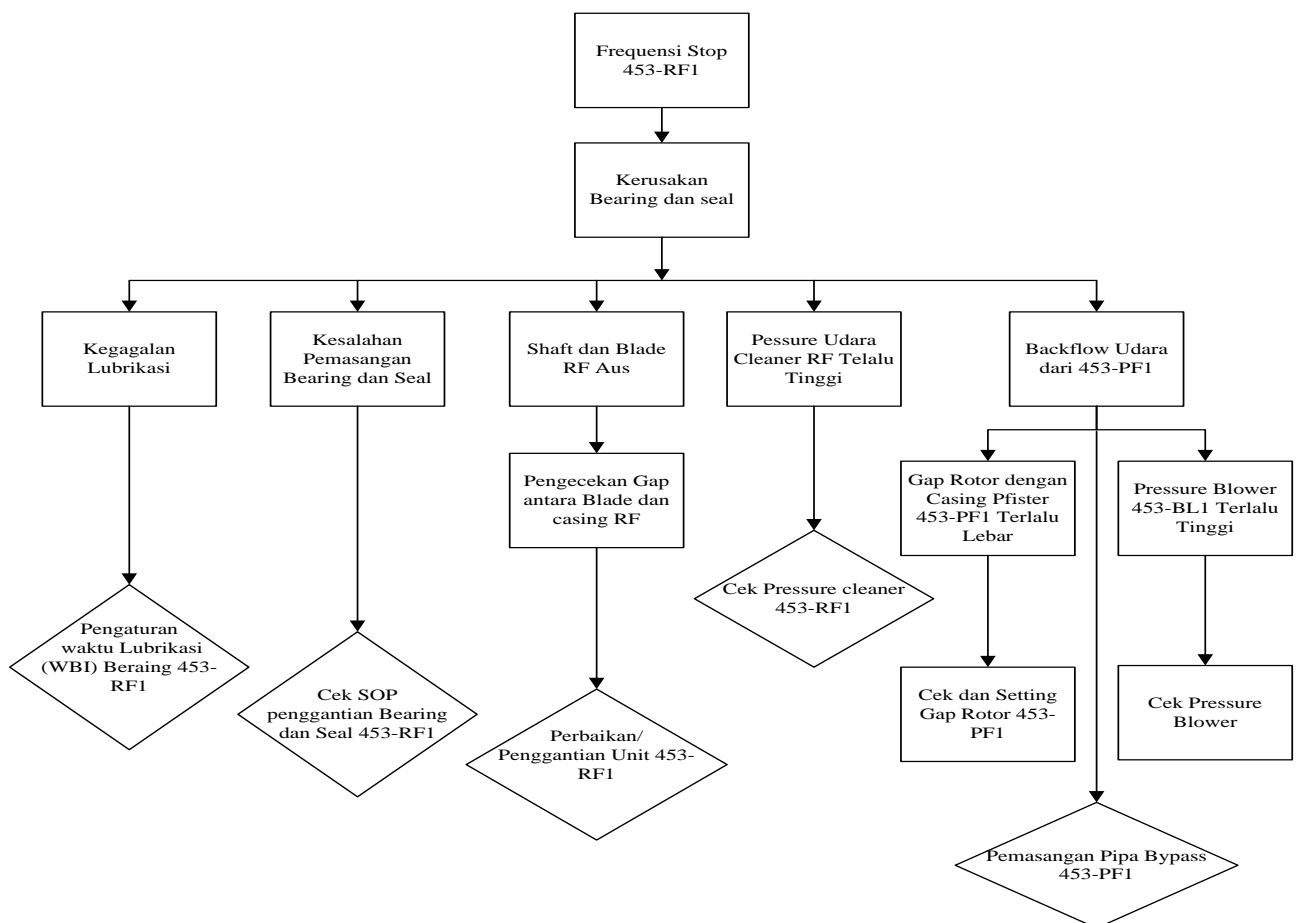 Frequensi Stop
453-RF1
Kerusakan
Bearing dan seal
Kegagalan
Lubrikasi
Kesalahan
Pemasangan
Bearing dan Seal
Shaft dan Blade
RF Aus
Pessure Udara
Cleaner RF Telalu
Tinggi
Backflow Udara
dari 453-PF1
Pengecekan Gap
antara Blade dan
casing RF
Gap Rotor dengan
Casing Pfister
453-PF1 Terlalu
Lebar
Pressure Blower
453-BL1 Terlalu
Tinggi
Cek Pressure cleaner
453-RF1
Pengaturan
waktu Lubrikasi
(WBI) Beraing 453-
RF1
Cek SOP
penggantian Bearing
dan Seal 453-RF1
Perbaikan/
Penggantian Unit 453-
RF1
Cek dan Setting
Gap Rotor 453-
PF1
Cek Pressure
Blower
Pemasangan Pipa Bypass
453-PF1